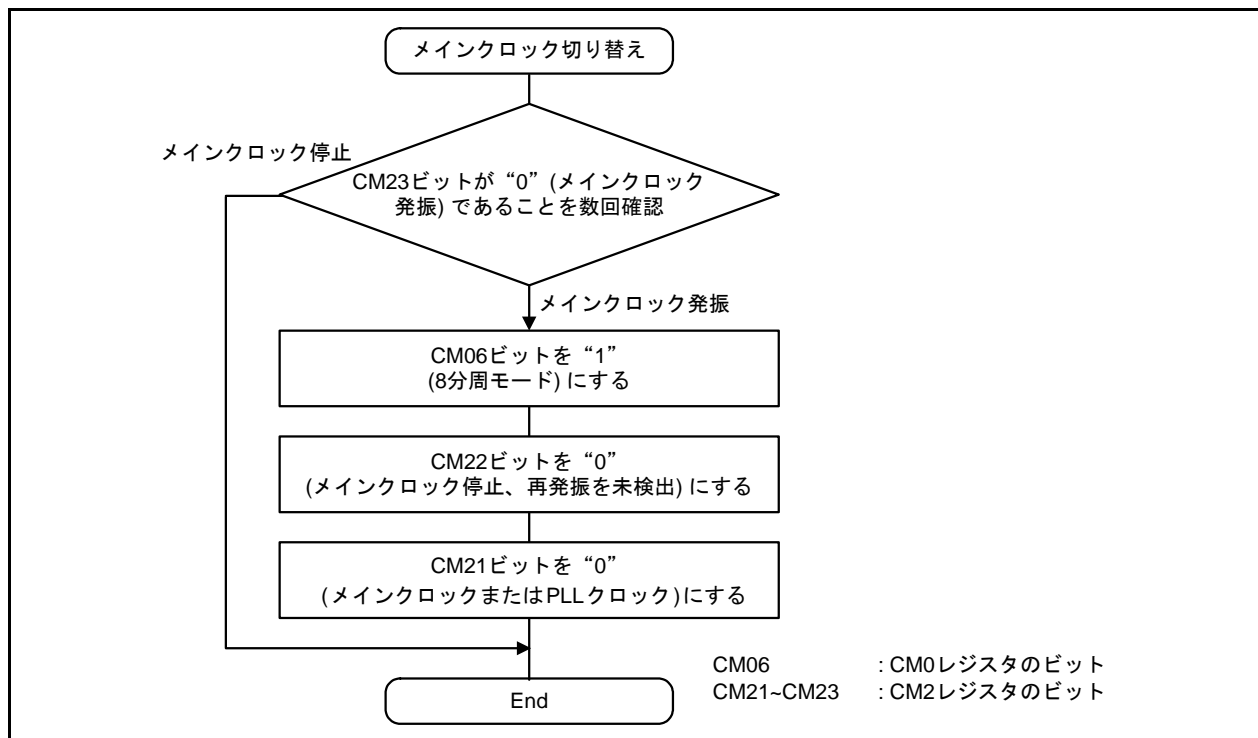 メインクロック切り替え
メインクロック停止
CM23ビットが“0” (メインクロック
発振) であることを数回確認
メインクロック発振
CM06ビットを“1”
(8分周モード) にする
CM22ビットを“0”
(メインクロック停止、再発振を未検出) にする
CM21ビットを“0”
(メインクロックまたはPLLクロック)にする
CM06 : CM0レジスタのビット
CM21~CM23 : CM2レジスタのビット
End